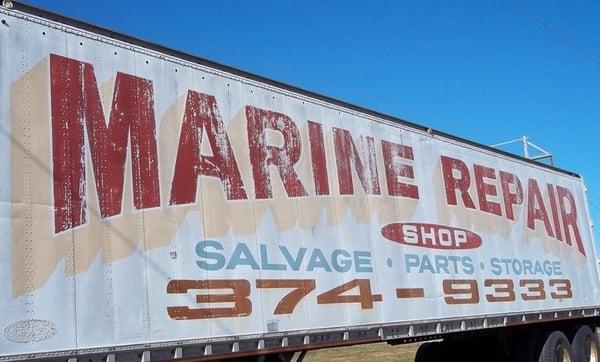 MARINE REPAIR
SHOP
SALVAGE · PARTS · STORAGE
374-9333